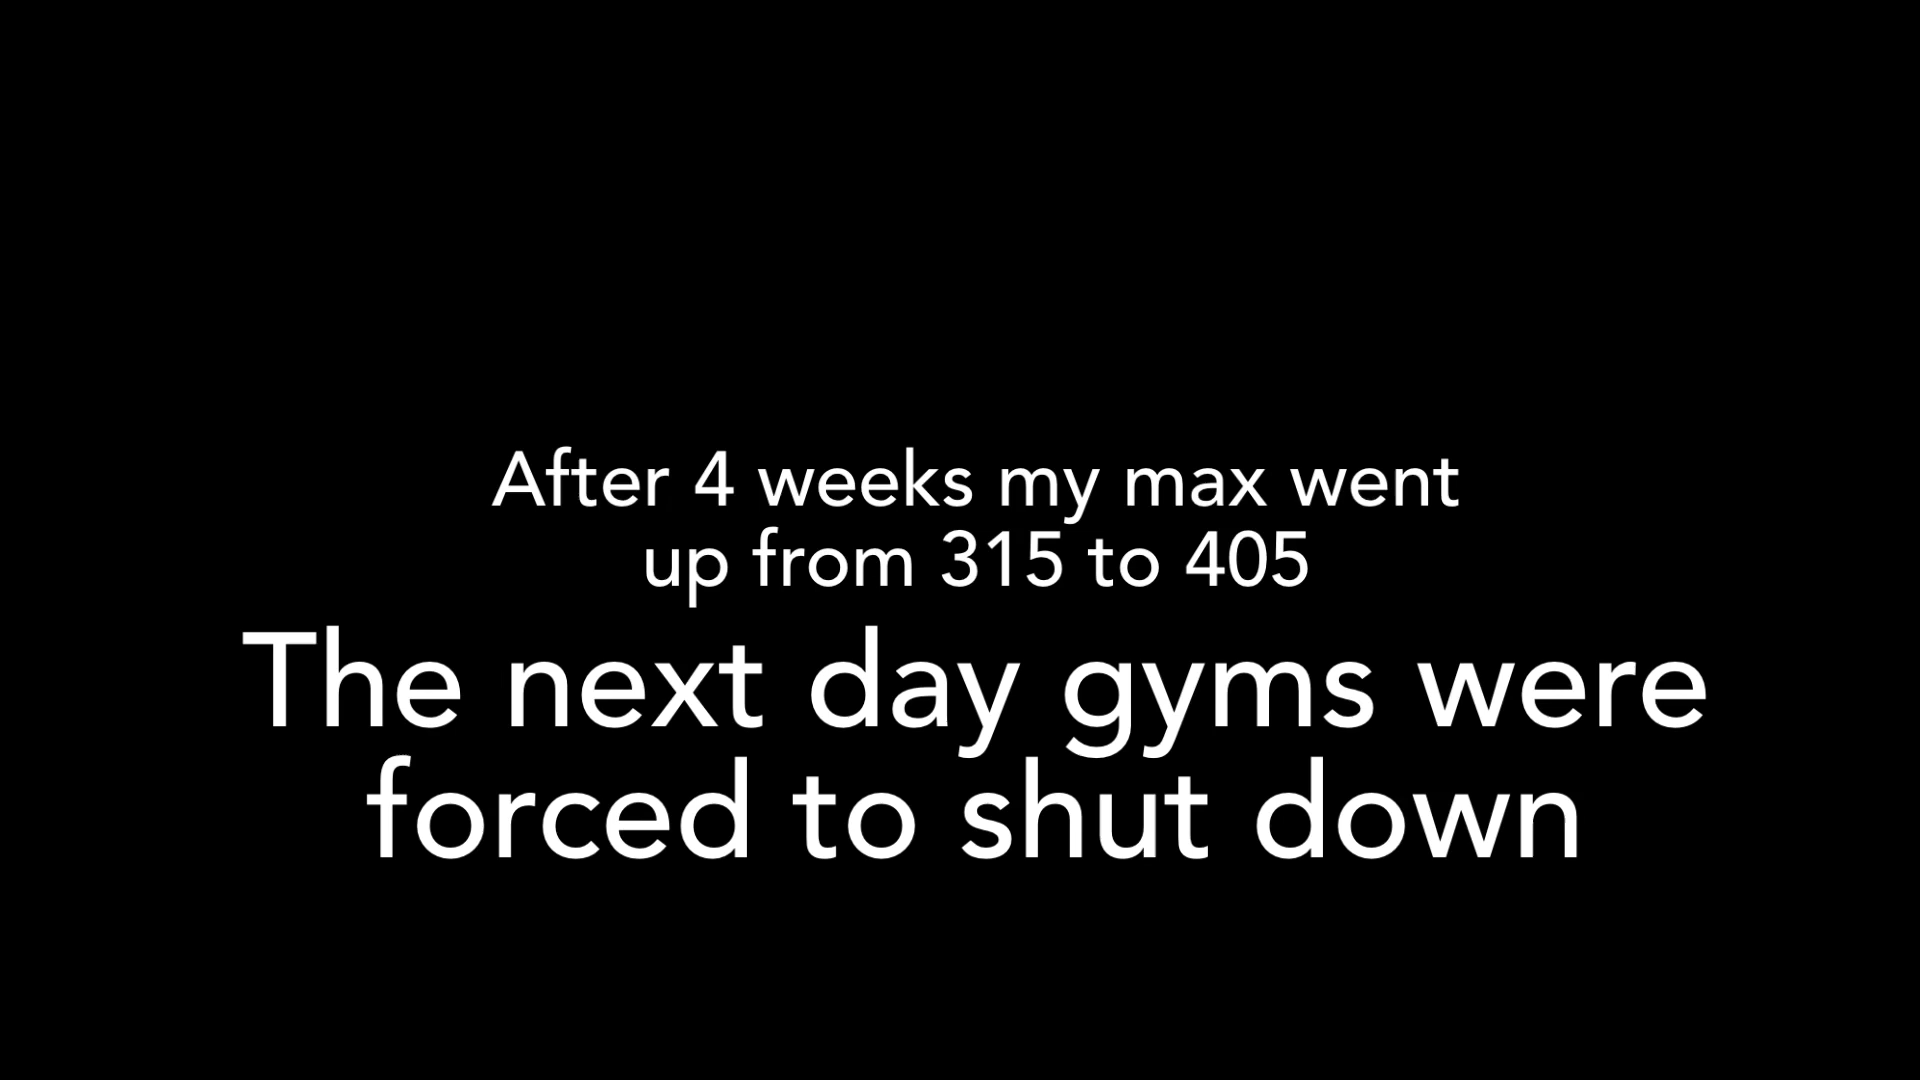 After 4 weeks my max went
up from 315 to 405
The next day gyms were
forced to shut down